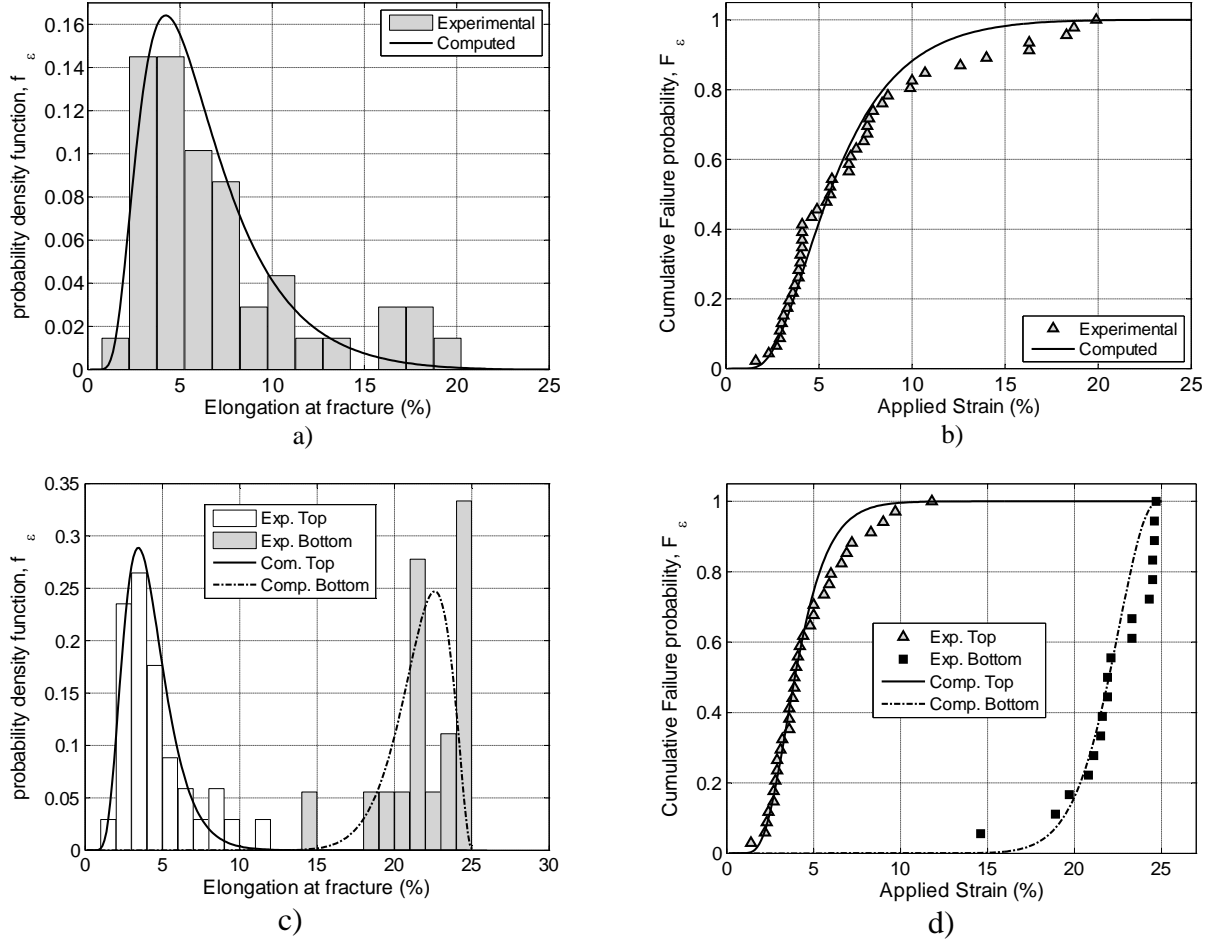 0.16
0.14
0.12
0.1
0.08
0.06
0.04
0.02
0
probability density function, f ε
Experimental
Computed
0 5 10 15 20 25
Elongation at fracture (%)
a)
1
0.8
0.6
0.4
0.2
0
Cumulative Failure probability, F ε
Experimental
Computed
0 5 10 15 20 25
Applied Strain (%)
b)
0.35
0.3
0.25
0.2
0.15
0.1
0.05
0
probability density function, f ε
Exp. Top
Exp. Bottom
Com. Top
Comp. Bottom
0 5 10 15 20 25 30
Elongation at fracture (%)
c)
1
0.8
0.6
0.4
0.2
0
Cumulative Failure probability, F ε
Exp. Top
Exp. Bottom
Comp. Top
Comp. Bottom
0 5 10 15 20 25
Applied Strain (%)
d)